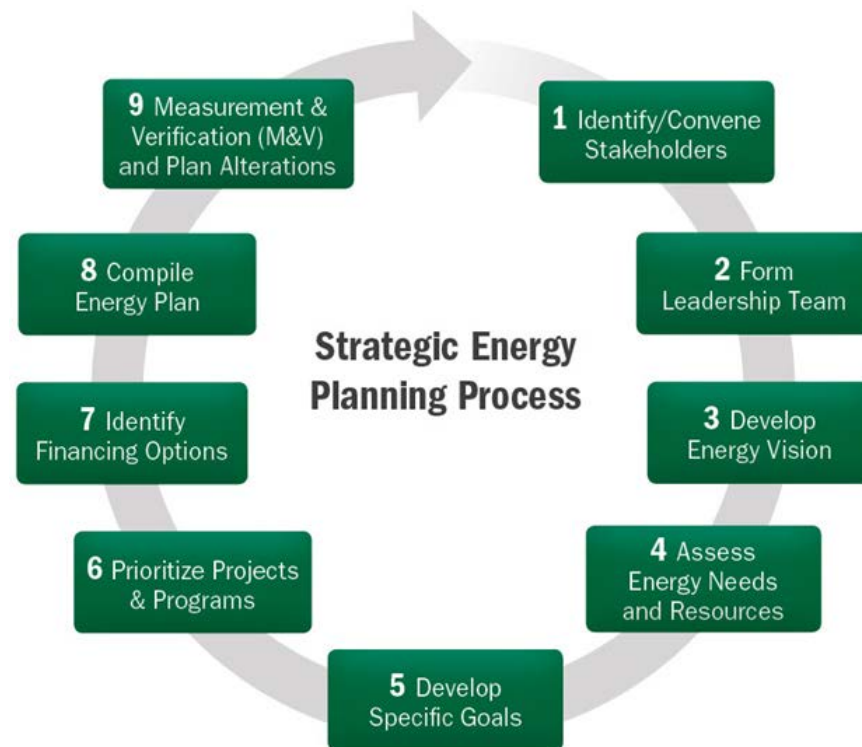 1 Identify/Convene
Stakeholders
2 Form
Leadership Team
3 Develop
Energy Vision
4 Assess
Energy Needs
and Resources
5 Develop
Specific Goals
6 Prioritize Projects
& Programs
7 Identify
Financing Options
8 Compile
Energy Plan
9 Measurement &
Verification (M&V)
and Plan Alterations
Strategic Energy
Planning Process